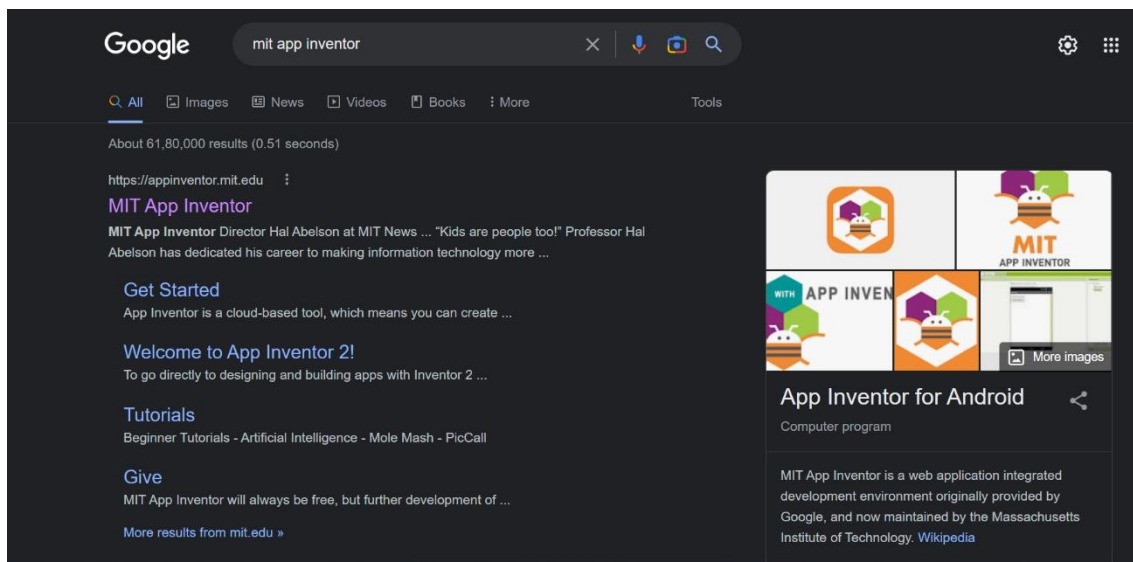 Google
mit app inventor
All Images News Videos Books More Tools
About 61,80,000 results (0.51 seconds)
https://appinventor.mit.edu
MIT App Inventor
MIT App Inventor Director Hal Abelson at MIT News ... “Kids are people too!” Professor Hal
Abelson has dedicated his career to making information technology more ...
Get Started
App Inventor is a cloud-based tool, which means you can create ...
Welcome to App Inventor 2!
To go directly to designing and building apps with Inventor 2 ...
Tutorials
Beginner Tutorials - Artificial Intelligence - Mole Mash - PicCall
Give
MIT App Inventor will always be free, but further development of ...
More results from mit.edu »
MIT
APP INVENTOR
WITH APP INVEN
More images
App Inventor for Android
Computer program
MIT App Inventor is a web application integrated
development environment originally provided by
Google, and now maintained by the Massachusetts
Institute of Technology. Wikipedia